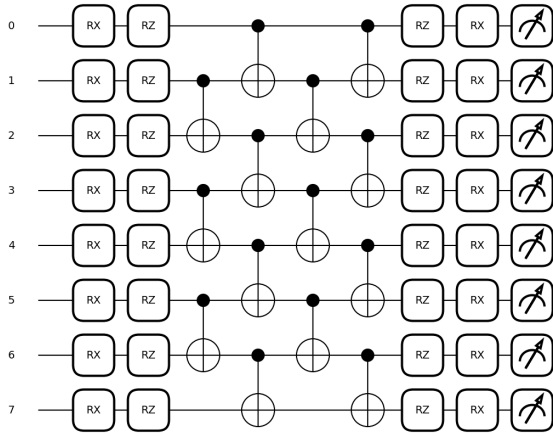 0 RX RZ RZ RX
1 RX RZ RZ RX
2 RX RZ RZ RX
3 RX RZ RZ RX
4 RX RZ RZ RX
5 RX RZ RZ RX
6 RX RZ RZ RX
7 RX RZ RZ RX